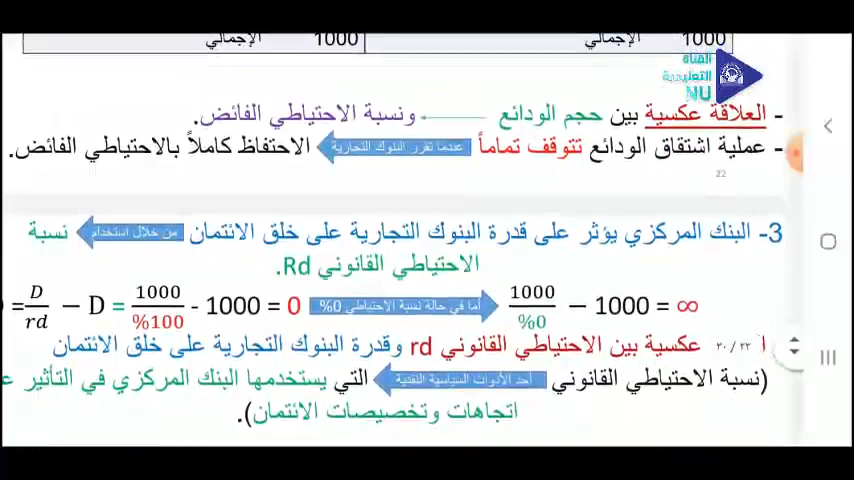 1000 الإجمالي 1000 الإجمالي
القناة
التعليمية
NU
- العلاقة عكسية بين حجم الودائع ونسبة الاحتياطي الفائض.
- عملية اشتقاق الودائع تتوقف تماماً عندما تقرر البنوك التجارية الاحتفاظ كاملاً بالاحتياطي الفائض.
22
3- البنك المركزي يؤثر على قدرة البنوك التجارية على خلق الائتمان من خلال استخدام نسبة
الاحتياطي القانوني Rd.
= D/rd − D = 1000/%100 - 1000 = 0 أما في حالة نسبة الاحتياطي 0% 1000/%0 − 1000 = ∞
٢٢ / ٣٠ عكسية بين الاحتياطي القانوني rd وقدرة البنوك التجارية على خلق الائتمان
(نسبة الاحتياطي القانوني أحد الأدوات السياسية النقدية التي يستخدمها البنك المركزي في التأثير
اتجاهات وتخصيصات الائتمان).